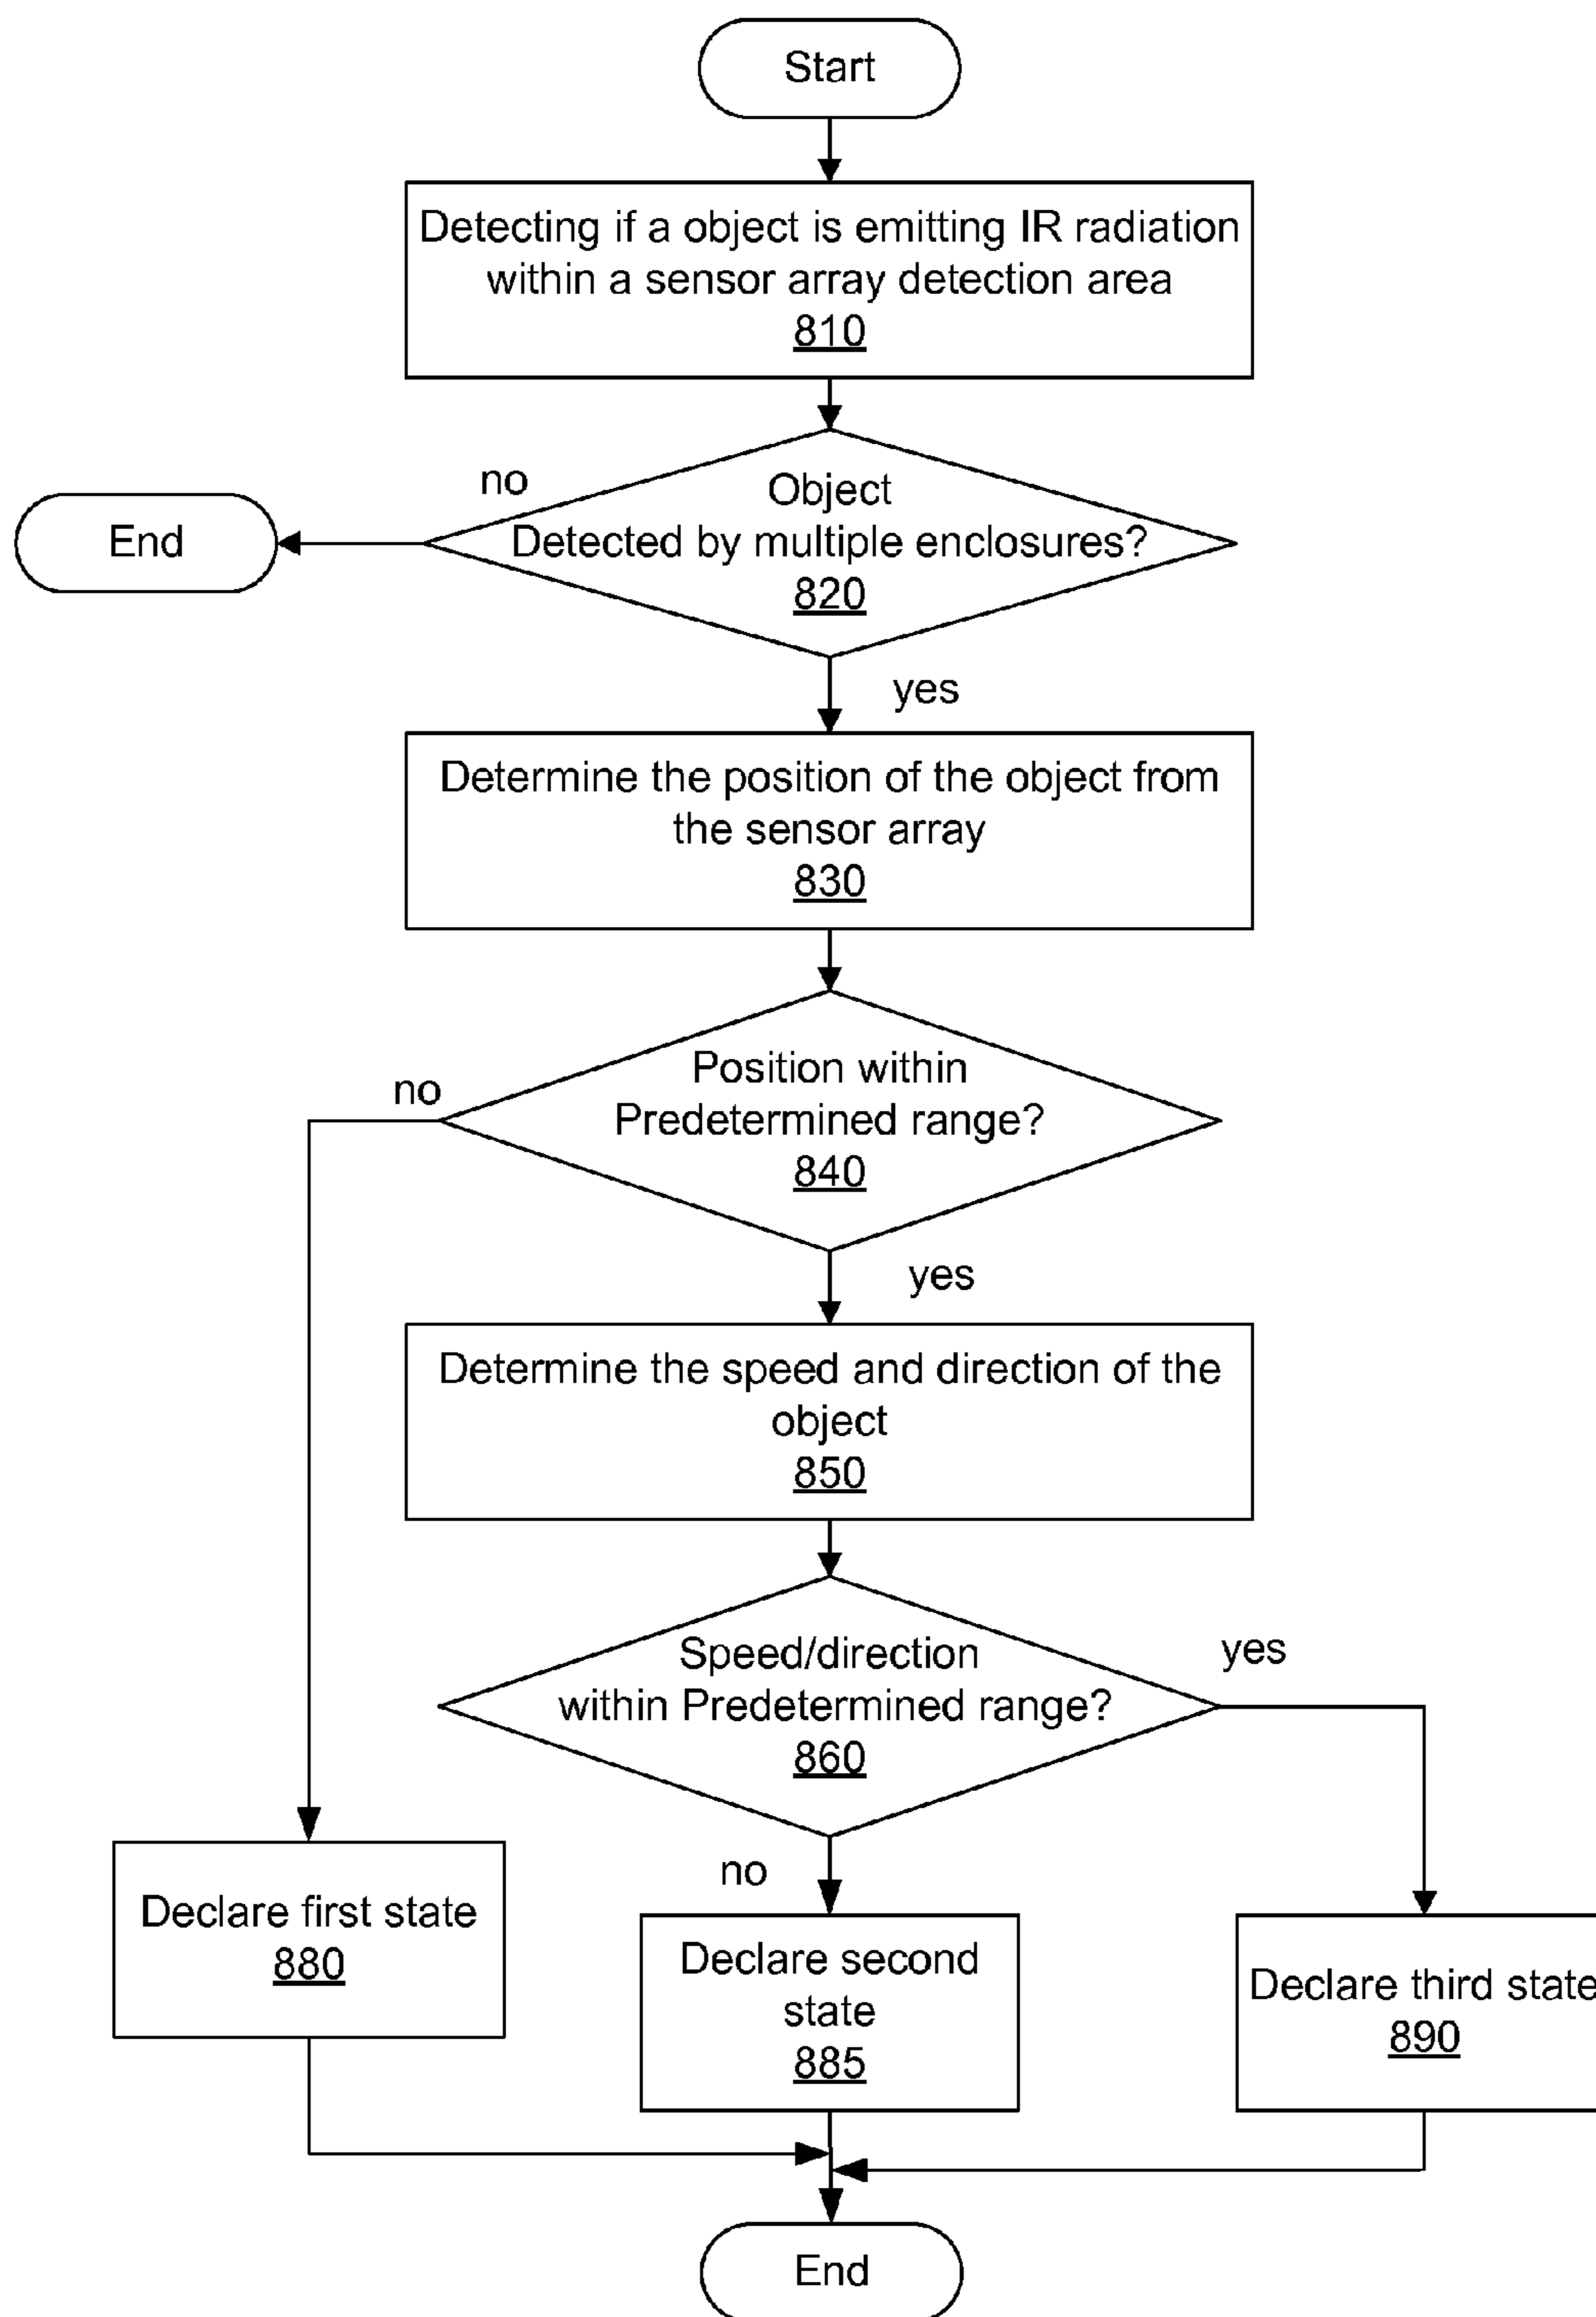 Start
Detecting if a object is emitting IR radiation
within a sensor array detection area
810
no
Object
Detected by multiple enclosures?
820
End
yes
Determine the position of the object from
the sensor array
830
no
Position within
Predetermined range?
840
yes
Determine the speed and direction of the
object
850
Speed/direction
within Predetermined range?
860
yes
no
Declare first state
880
Declare second
state
885
Declare third state
890
End